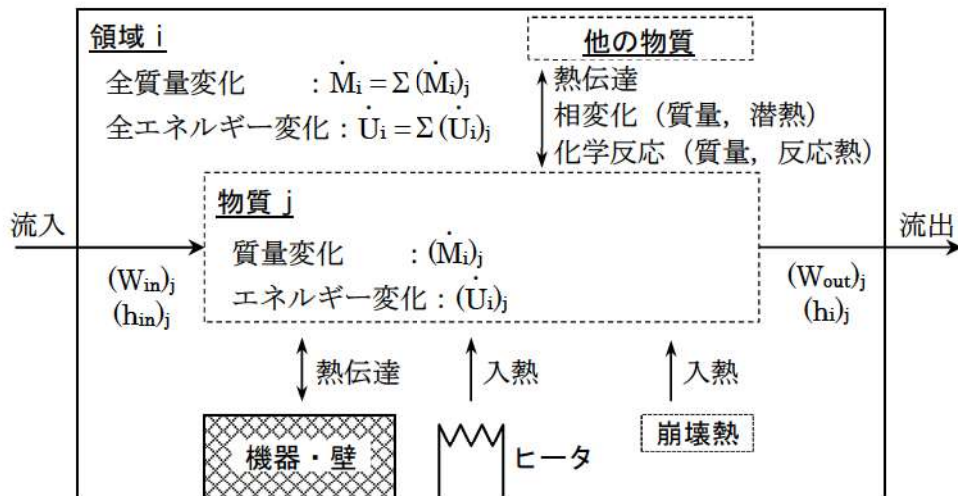 領域 i
全質量変化 : Ṁi = Σ (Ṁi)j
全エネルギー変化 : U̇i = Σ (U̇i)j
他の物質
熱伝達
相変化 (質量, 潜熱)
化学反応 (質量, 反応熱)
流入
(Win)j
(hin)j
物質 j
質量変化 : (Ṁi)j
エネルギー変化 : (U̇i)j
流出
(Wout)j
(hi)j
熱伝達
入熱
入熱
機器・壁
ヒータ
崩壊熱